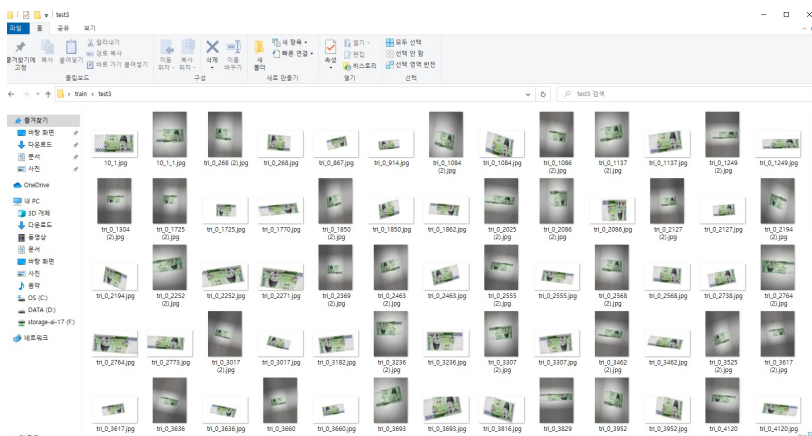 test3
파일 홈 공유 보기
즐겨찾기에 고정
복사
붙여넣기
잘라내기
경로 복사
바로 가기 붙여넣기
클립보드
이동 위치
복사 위치
삭제
이름 바꾸기
구성
새 폴더
새 항목
빠른 연결
새로 만들기
속성
열기
편집
히스토리
열기
모두 선택
선택 안 함
선택 영역 반전
선택
train > test3
test3 검색
즐겨찾기
바탕 화면
다운로드
문서
사진
OneDrive
내 PC
3D 개체
다운로드
동영상
문서
바탕 화면
사진
음악
OS (C:)
DATA (D:)
storage-ai-17 (F:)
네트워크
10_1.jpg 10_1_1.jpg tri_0_268 (2).jpg tri_0_268.jpg tri_0_867.jpg tri_0_914.jpg tri_0_1084 (2).jpg tri_0_1084.jpg tri_0_1086 (2).jpg tri_0_1137 (2).jpg tri_0_1137.jpg tri_0_1249 (2).jpg tri_0_1249.jpg
tri_0_1304 (2).jpg tri_0_1725 (2).jpg tri_0_1725.jpg tri_0_1770.jpg tri_0_1850 (2).jpg tri_0_1850.jpg tri_0_1862.jpg tri_0_2025 (2).jpg tri_0_2086 (2).jpg tri_0_2086.jpg tri_0_2127 (2).jpg tri_0_2127.jpg tri_0_2194 (2).jpg
tri_0_2194.jpg tri_0_2252 (2).jpg tri_0_2252.jpg tri_0_2271.jpg tri_0_2369 (2).jpg tri_0_2463 (2).jpg tri_0_2463.jpg tri_0_2555 (2).jpg tri_0_2555.jpg tri_0_2568 (2).jpg tri_0_2568.jpg tri_0_2738.jpg tri_0_2764 (2).jpg
tri_0_2764.jpg tri_0_2773.jpg tri_0_3017 (2).jpg tri_0_3017.jpg tri_0_3182.jpg tri_0_3236 (2).jpg tri_0_3236.jpg tri_0_3307 (2).jpg tri_0_3307.jpg tri_0_3462 (2).jpg tri_0_3462.jpg tri_0_3525 (2).jpg tri_0_3617 (2).jpg
tri_0_3617.jpg tri_0_3636 tri_0_3636.jpg tri_0_3660 tri_0_3660.jpg tri_0_3693 tri_0_3693.jpg tri_0_3816.jpg tri_0_3829 tri_0_3952 tri_0_3952.jpg tri_0_4120 tri_0_4120.jpg